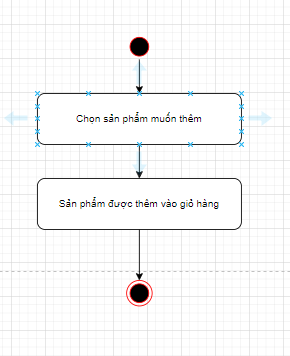 Chọn sản phẩm muốn thêm
Sản phẩm được thêm vào giỏ hàng